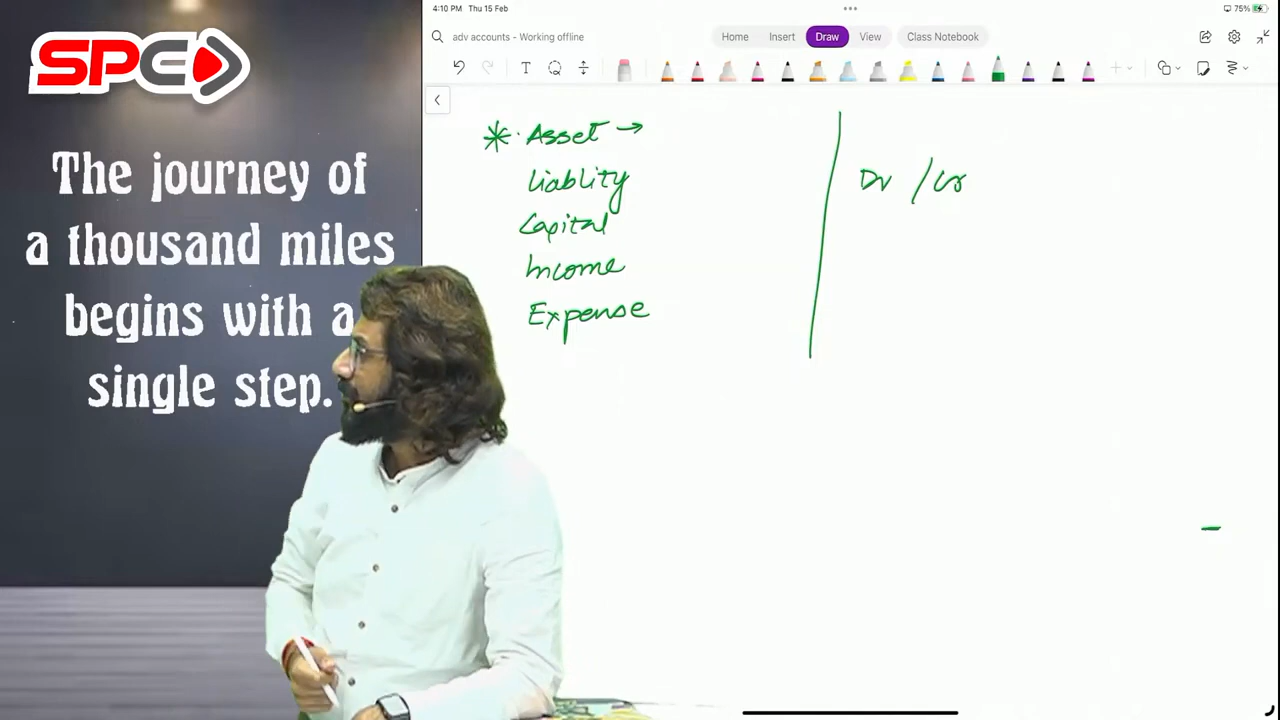 SPED
The journey of
a thousand miles
begins with a
single step.
4:10 PM Thu 15 Feb
75%
adv accounts - Working offline
Home Insert Draw View Class Notebook
* Asset →
Liablity
Capital
Income
Expense
Dr / Cr